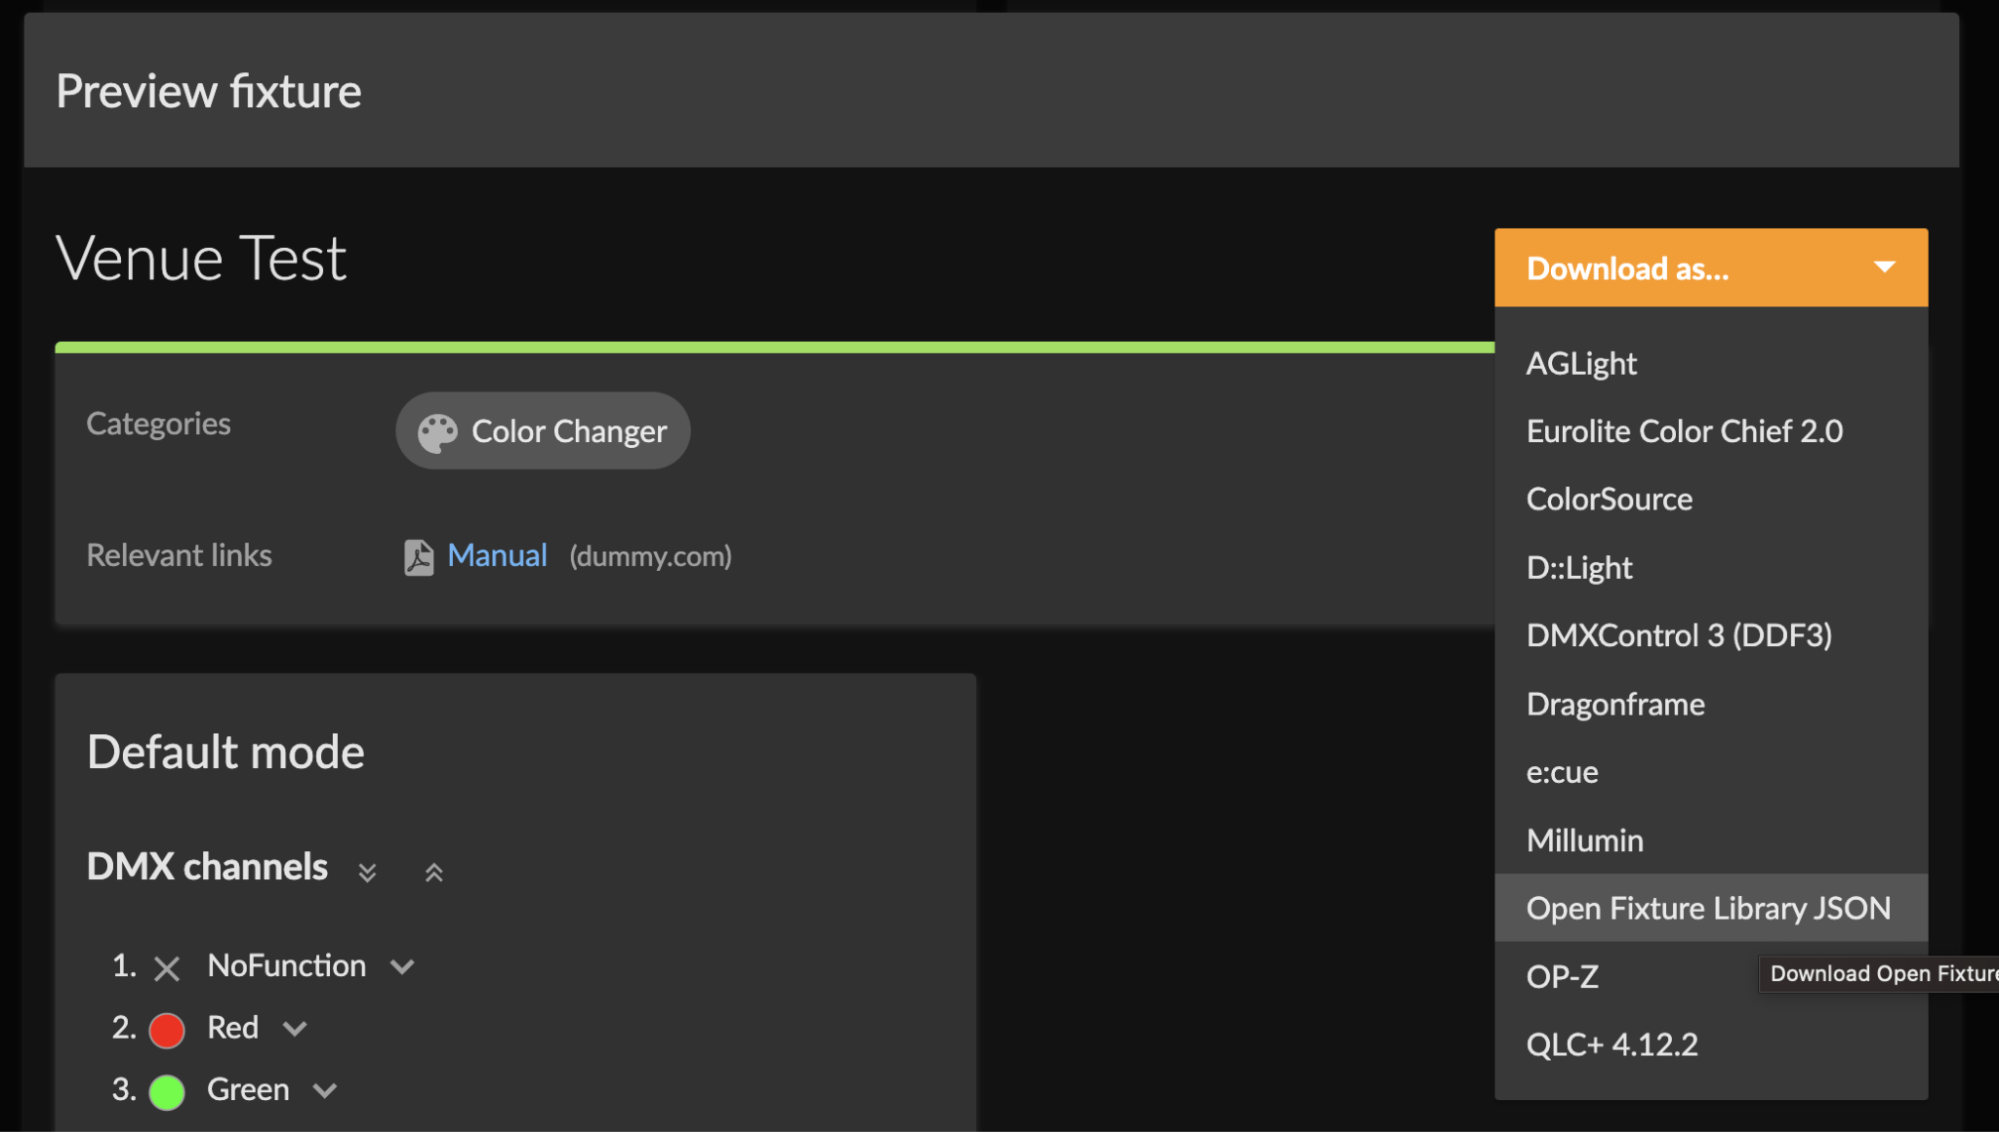 Preview fixture
Venue Test
Download as...
Categories
Color Changer
Relevant links
Manual (dummy.com)
AGLight
Eurolite Color Chief 2.0
ColorSource
D::Light
DMXControl 3 (DDF3)
Dragonframe
e:cue
Millumin
Open Fixture Library JSON
OP-Z
QLC+ 4.12.2
Download Open Fixture
Default mode
DMX channels
1. NoFunction
2. Red
3. Green